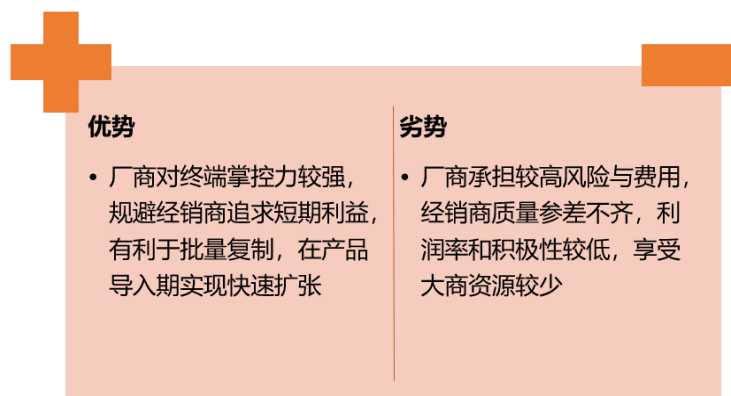 优势
• 厂商对终端掌控力较强，
规避经销商追求短期利益，
有利于批量复制，在产品
导入期实现快速扩张
劣势
• 厂商承担较高风险与费用，
经销商质量参差不齐，利
润率和积极性较低，享受
大商资源较少